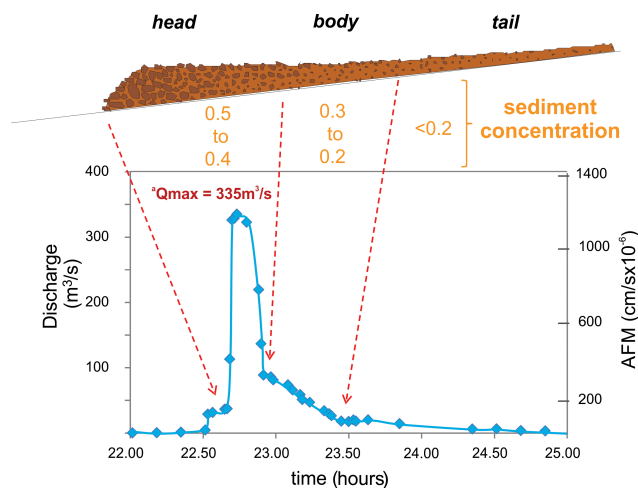 head body tail
0.5
to
0.4
0.3
to
0.2
<0.2
sediment
concentration
ªQmax = 335m³/s
Discharge
(m³/s)
400
300
200
100
0
22.00 22.30 23.00 23.50 24.00 24.50 25.00
time (hours)
1400
1000
600
200
AFM (cm/sx10⁻⁶)